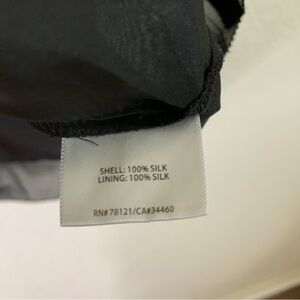 SHELL: 100% SILK
LINING: 100% SILK
RN# 78121/CA#34460